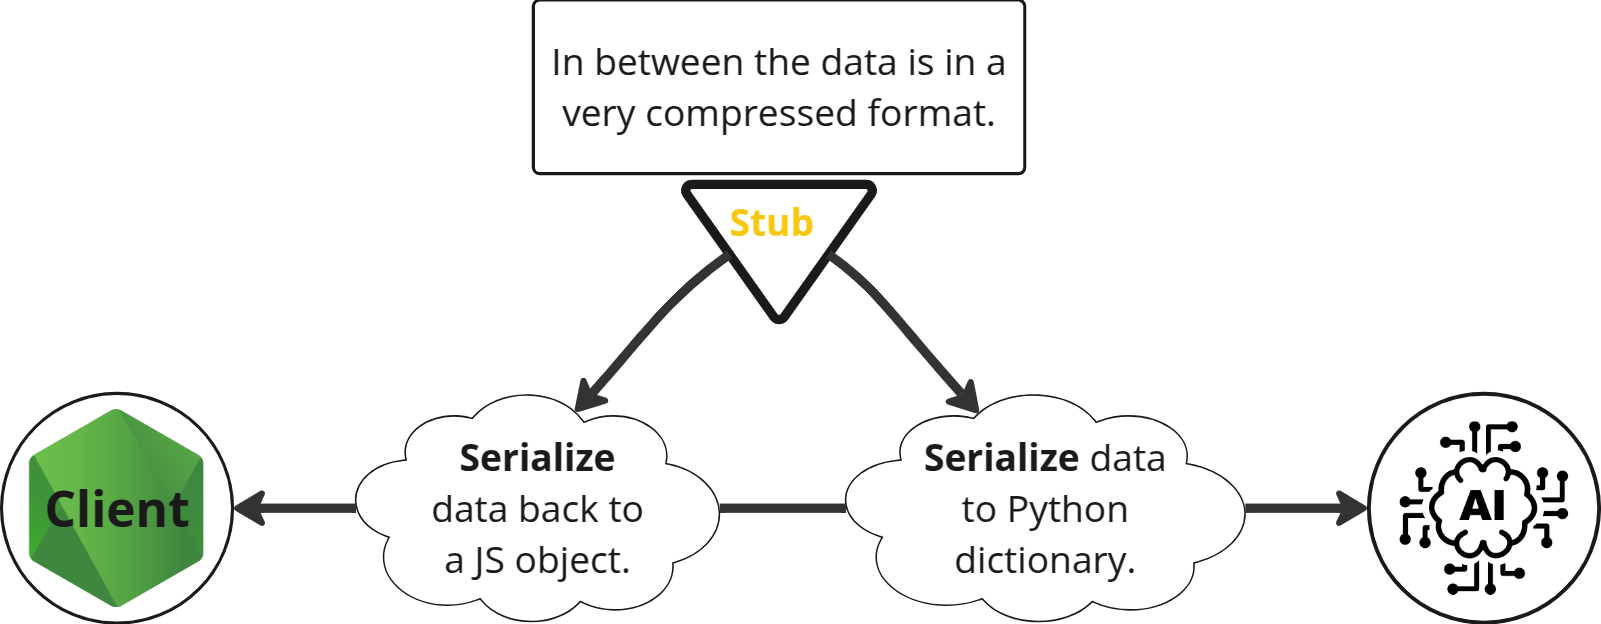 In between the data is in a
very compressed format.
Stub
Client
Serialize
data back to
a JS object.
Serialize data
to Python
dictionary.
AI